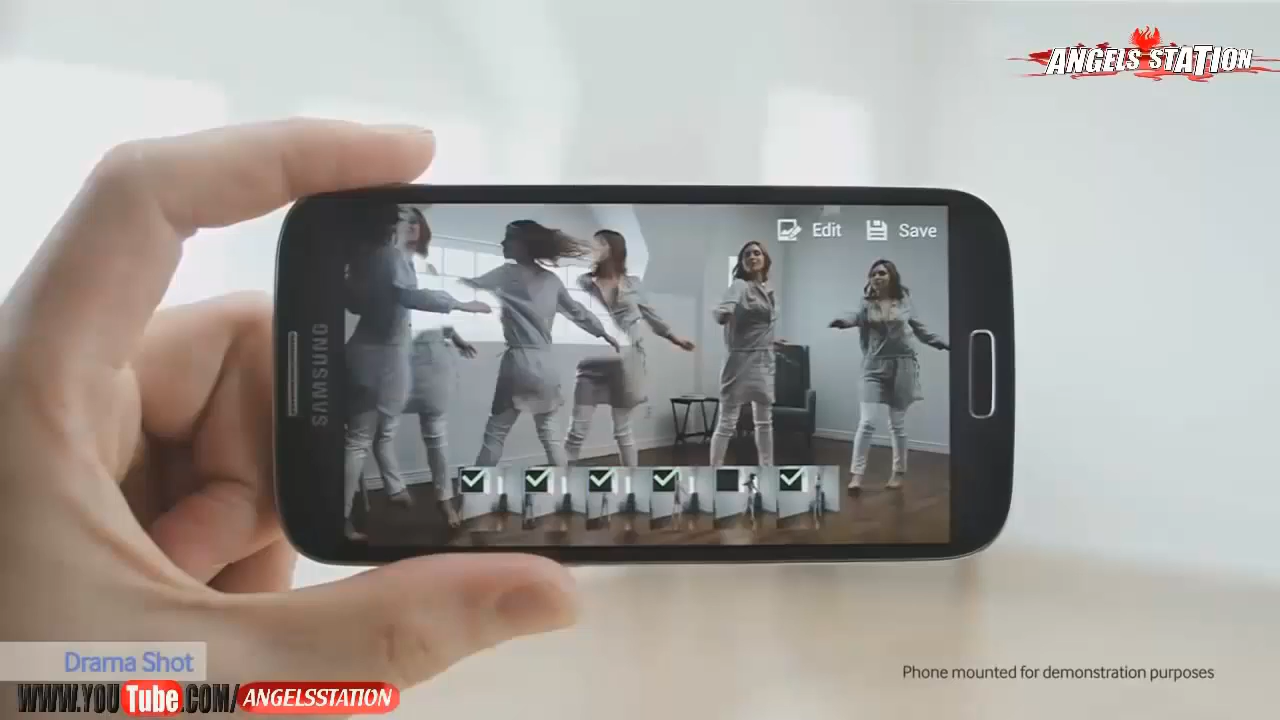 ANGELS STATION
Edit
Save
SAMSUNG
Drama Shot
Phone mounted for demonstration purposes
WWW.YOUTube.COM/ANGELSSTATION